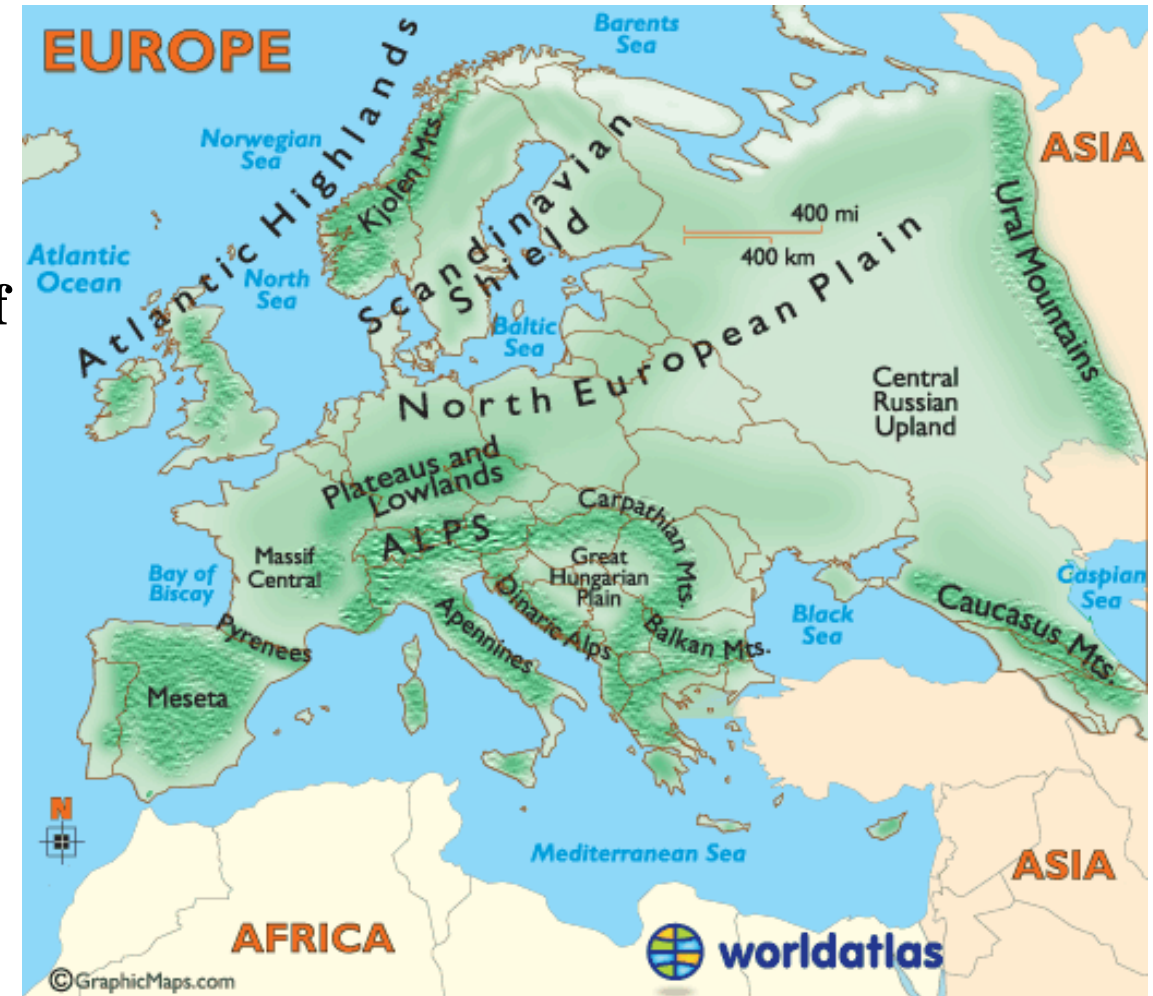 EUROPE
Barents
Sea
Atlantic Highlands
Norwegian
Sea
ASIA
Kjolen Mts.
Scandinavian
Shield
Ural Mountains
400 mi
400 km
Atlantic
Ocean
North
Sea
f
Baltic
Sea
North European Plain
Central
Russian
Upland
Plateaus and
Lowlands
Carpathian Mts.
ALPS
Massif
Central
Great
Hungarian
Plain
Bay of
Biscay
Caspian
Sea
Dinaric Alps
Apennines
Caucasus Mts.
Black
Sea
Pyrenees
Balkan Mts.
Meseta
N
Mediterranean Sea
ASIA
AFRICA
worldatlas
©GraphicMaps.com